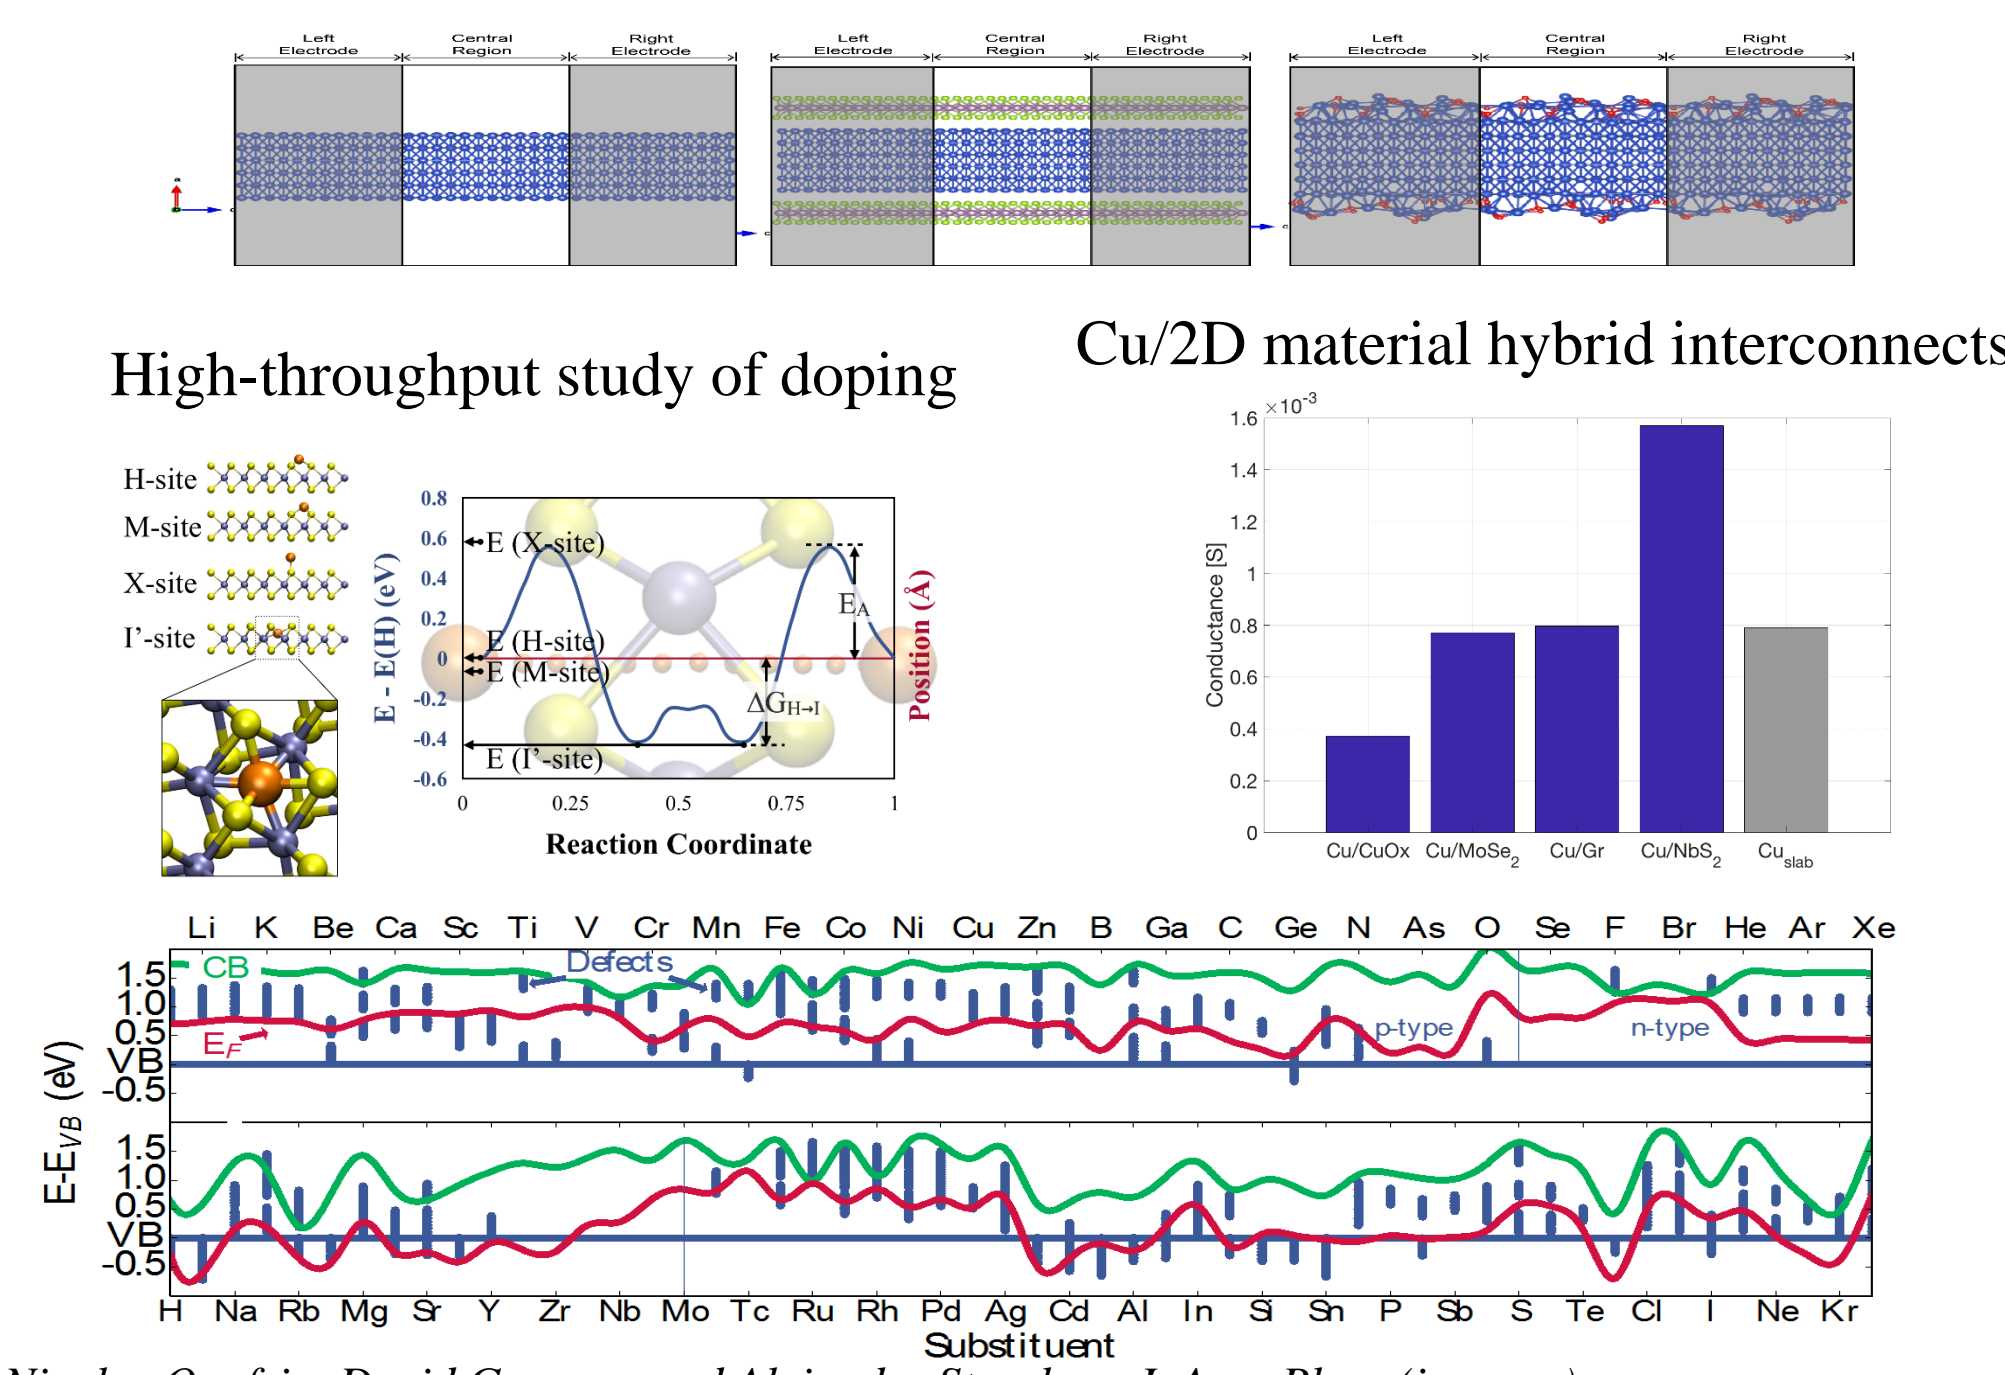 Left Electrode Central Region Right Electrode
Left Electrode Central Region Right Electrode
Left Electrode Central Region Right Electrode
a
c
c
c
High-throughput study of doping
Cu/2D material hybrid interconnects
H-site
M-site
X-site
I’-site
E - E(H) (eV)
0.8
0.6
0.4
0.2
0
-0.2
-0.4
-0.6
E (X-site)
E (H-site)
E (M-site)
E (I’-site)
E_A
ΔG_H→I
Position (Å)
0 0.25 0.5 0.75 1
Reaction Coordinate
×10^-3
Conductance [S]
1.6
1.4
1.2
1
0.8
0.6
0.4
0.2
0
Cu/CuOx Cu/MoSe_2 Cu/Gr Cu/NbS_2 Cu_slab
Li K Be Ca Sc Ti V Cr Mn Fe Co Ni Cu Zn B Ga C Ge N As O Se F Br He Ar Xe
E-E_VB (eV)
1.5
1.0
0.5
VB
-0.5
CB
Defects
E_F
p-type
n-type
1.5
1.0
0.5
VB
-0.5
H Na Rb Mg Sr Y Zr Nb Mo Tc Ru Rh Pd Ag Cd Al In Si Sn P Sb S Te Cl I Ne Kr
Substituent